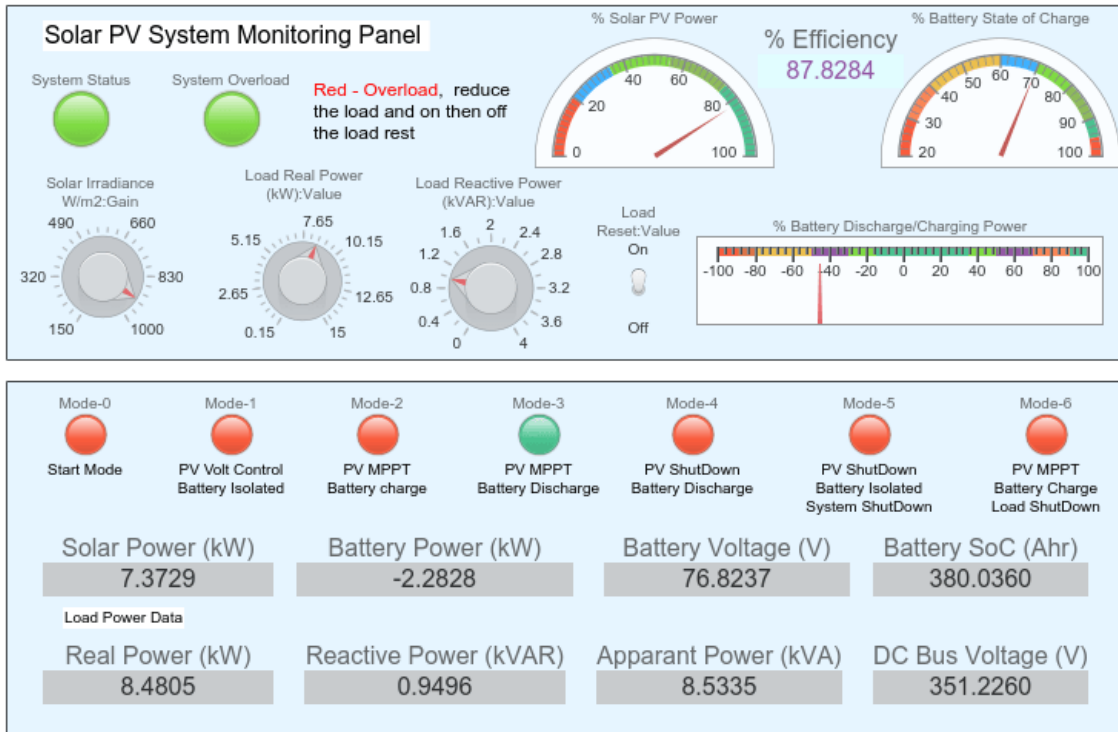 Solar PV System Monitoring Panel
% Solar PV Power
% Efficiency
87.8284
% Battery State of Charge
System Status
System Overload
Red - Overload, reduce
the load and on then off
the load rest
0
20
40
60
80
100
20
30
40
50
60
70
80
90
100
Solar Irradiance
W/m2:Gain
150
320
490
660
830
1000
Load Real Power
(kW):Value
0.15
2.65
5.15
7.65
10.15
12.65
15
Load Reactive Power
(kVAR):Value
0
0.4
0.8
1.2
1.6
2
2.4
2.8
3.2
3.6
4
Load
Reset:Value
On
Off
% Battery Discharge/Charging Power
-100 -80 -60 -40 -20 0 20 40 60 80 100
Mode-0
Start Mode
Mode-1
PV Volt Control
Battery Isolated
Mode-2
PV MPPT
Battery charge
Mode-3
PV MPPT
Battery Discharge
Mode-4
PV ShutDown
Battery Discharge
Mode-5
PV ShutDown
Battery Isolated
System ShutDown
Mode-6
PV MPPT
Battery Charge
Load ShutDown
Solar Power (kW)
7.3729
Battery Power (kW)
-2.2828
Battery Voltage (V)
76.8237
Battery SoC (Ahr)
380.0360
Load Power Data
Real Power (kW)
8.4805
Reactive Power (kVAR)
0.9496
Apparant Power (kVA)
8.5335
DC Bus Voltage (V)
351.2260